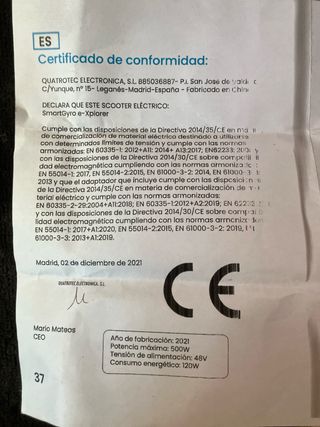 ES
Certificado de conformidad:
QUATROTEC ELECTRONICA, S.L. B85036887- P.I. San José de
C/Yunque, nº 15- Leganés-Madrid-España - Fabricado en China
DECLARA QUE ESTE SCOOTER ELÉCTRICO:
SmartGyro e-Xplorer
Cumple con las disposiciones de la Directiva 2014/35/CE en
de comercialización de material eléctrico destinado a utilizarse
con determinados límites de tensión y cumple con las normas
armonizadas: EN 60335-1: 2012+A11: 2014+ A13:2017; EN62233:
y con las disposiciones de la Directiva 2014/30/CE sobre
dad electromagnética cumpliendo con las normas
EN 55014-1: 2017, EN 55014-2:2015, EN 61000-3-2: 2014, EN 61000-3-
2013 y que el adaptador que incluye cumple con las
de la Directiva 2014/35/CE en materia de comercialización de
terial eléctrico y cumple con las normas armonizadas:
EN 60335-2-29:2004+A11:2018; EN 60335-1:2012+A2:2019; EN
y con las disposiciones de la Directiva 2014/30/CE sobre
lidad electromagnética cumpliendo con las normas
EN 55014-1: 2017+A1:2020, EN 55014-2:2015, EN 61000-3-2: 2019,
61000-3-3: 2013+A1:2019.
Madrid, 02 de diciembre de 2021
QUATROTEC ELECTRONICA, S.L.
CE
Mario Mateos
CEO
Año de fabricación: 2021
Potencia máxima: 500W
Tensión de alimentación: 48V
Consumo energético: 120W
37